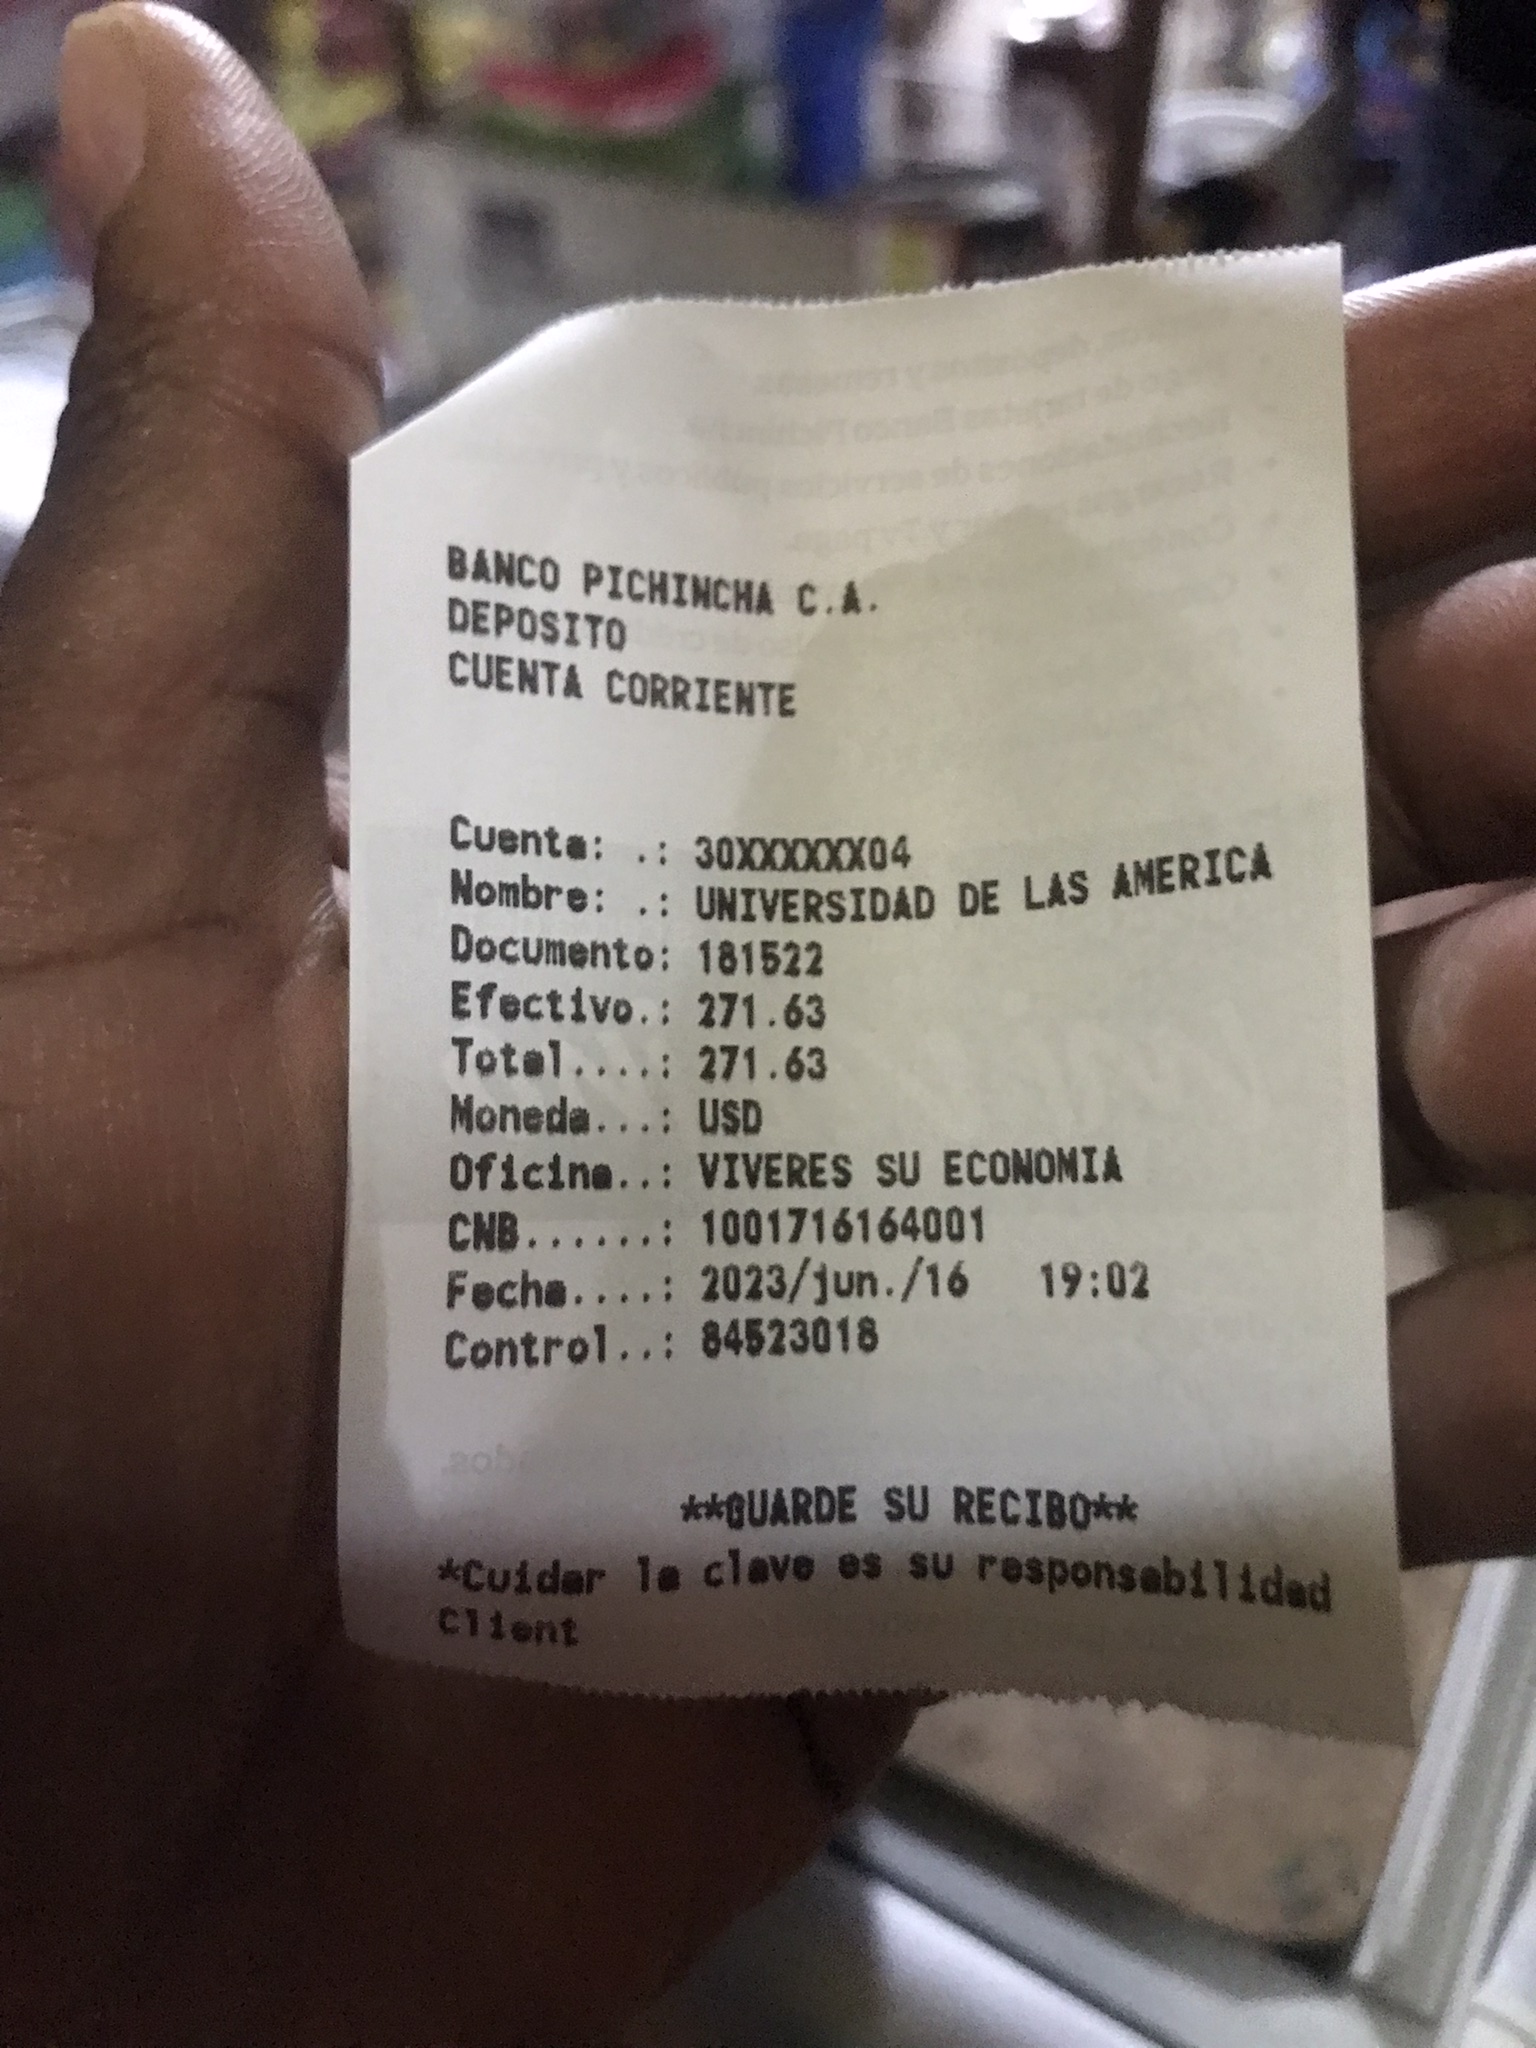 BANCO PICHINCHA C.A.
DEPOSITO
CUENTA CORRIENTE
Cuenta: .: 30XXXXXX04
Nombre: .: UNIVERSIDAD DE LAS AMERICA
Documento: 181522
Efectivo.: 271.63
Total....: 271.63
Moneda...: USD
Oficina..: VIVERES SU ECONOMIA
CNB......: 1001716164001
Fecha....: 2023/jun./16 19:02
Control..: 84523018
**GUARDE SU RECIBO**
*Cuidar la clave es su responsabilidad
Client